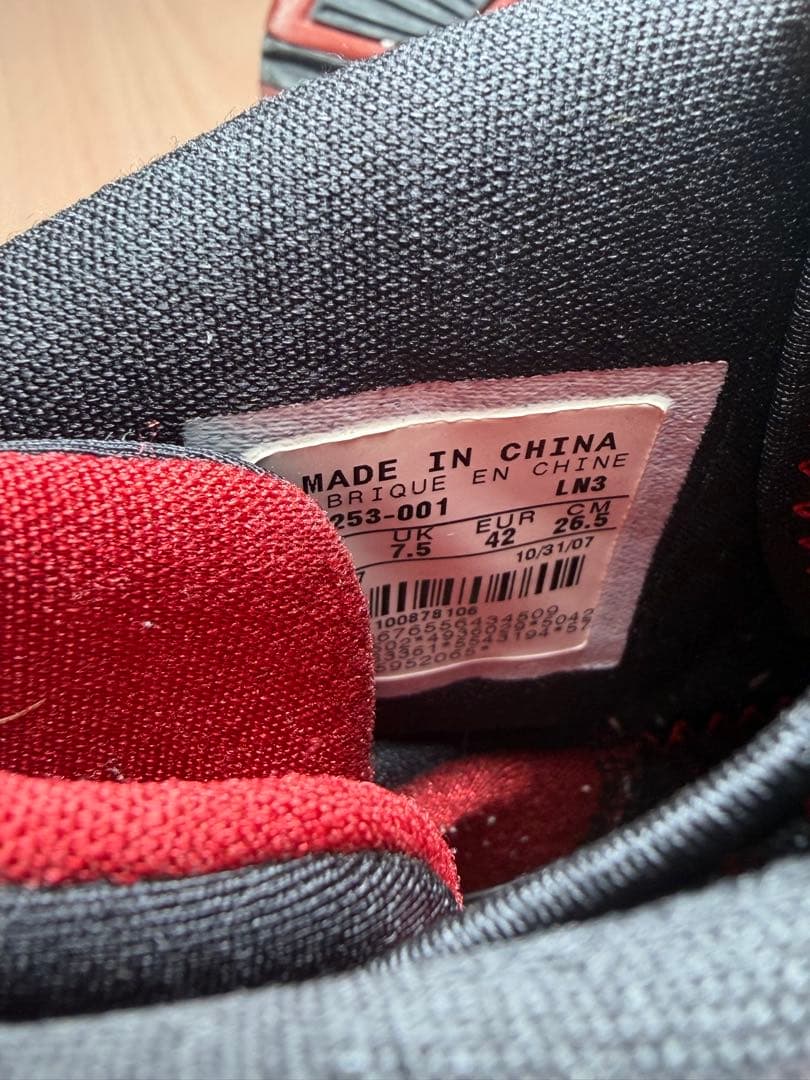 MADE IN CHINA
BRIQUE EN CHINE
253-001 LN3
UK EUR CM
7.5 42 26.5
10/31/07
100878106